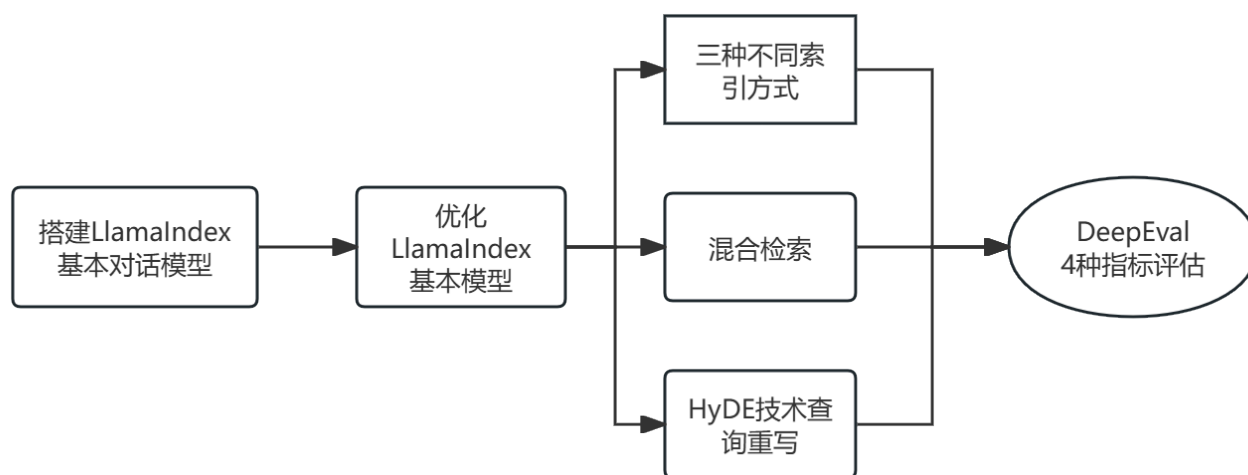 三种不同索
引方式
搭建LlamaIndex
基本对话模型
优化
LlamaIndex
基本模型
混合检索
DeepEval
4种指标评估
HyDE技术查
询重写